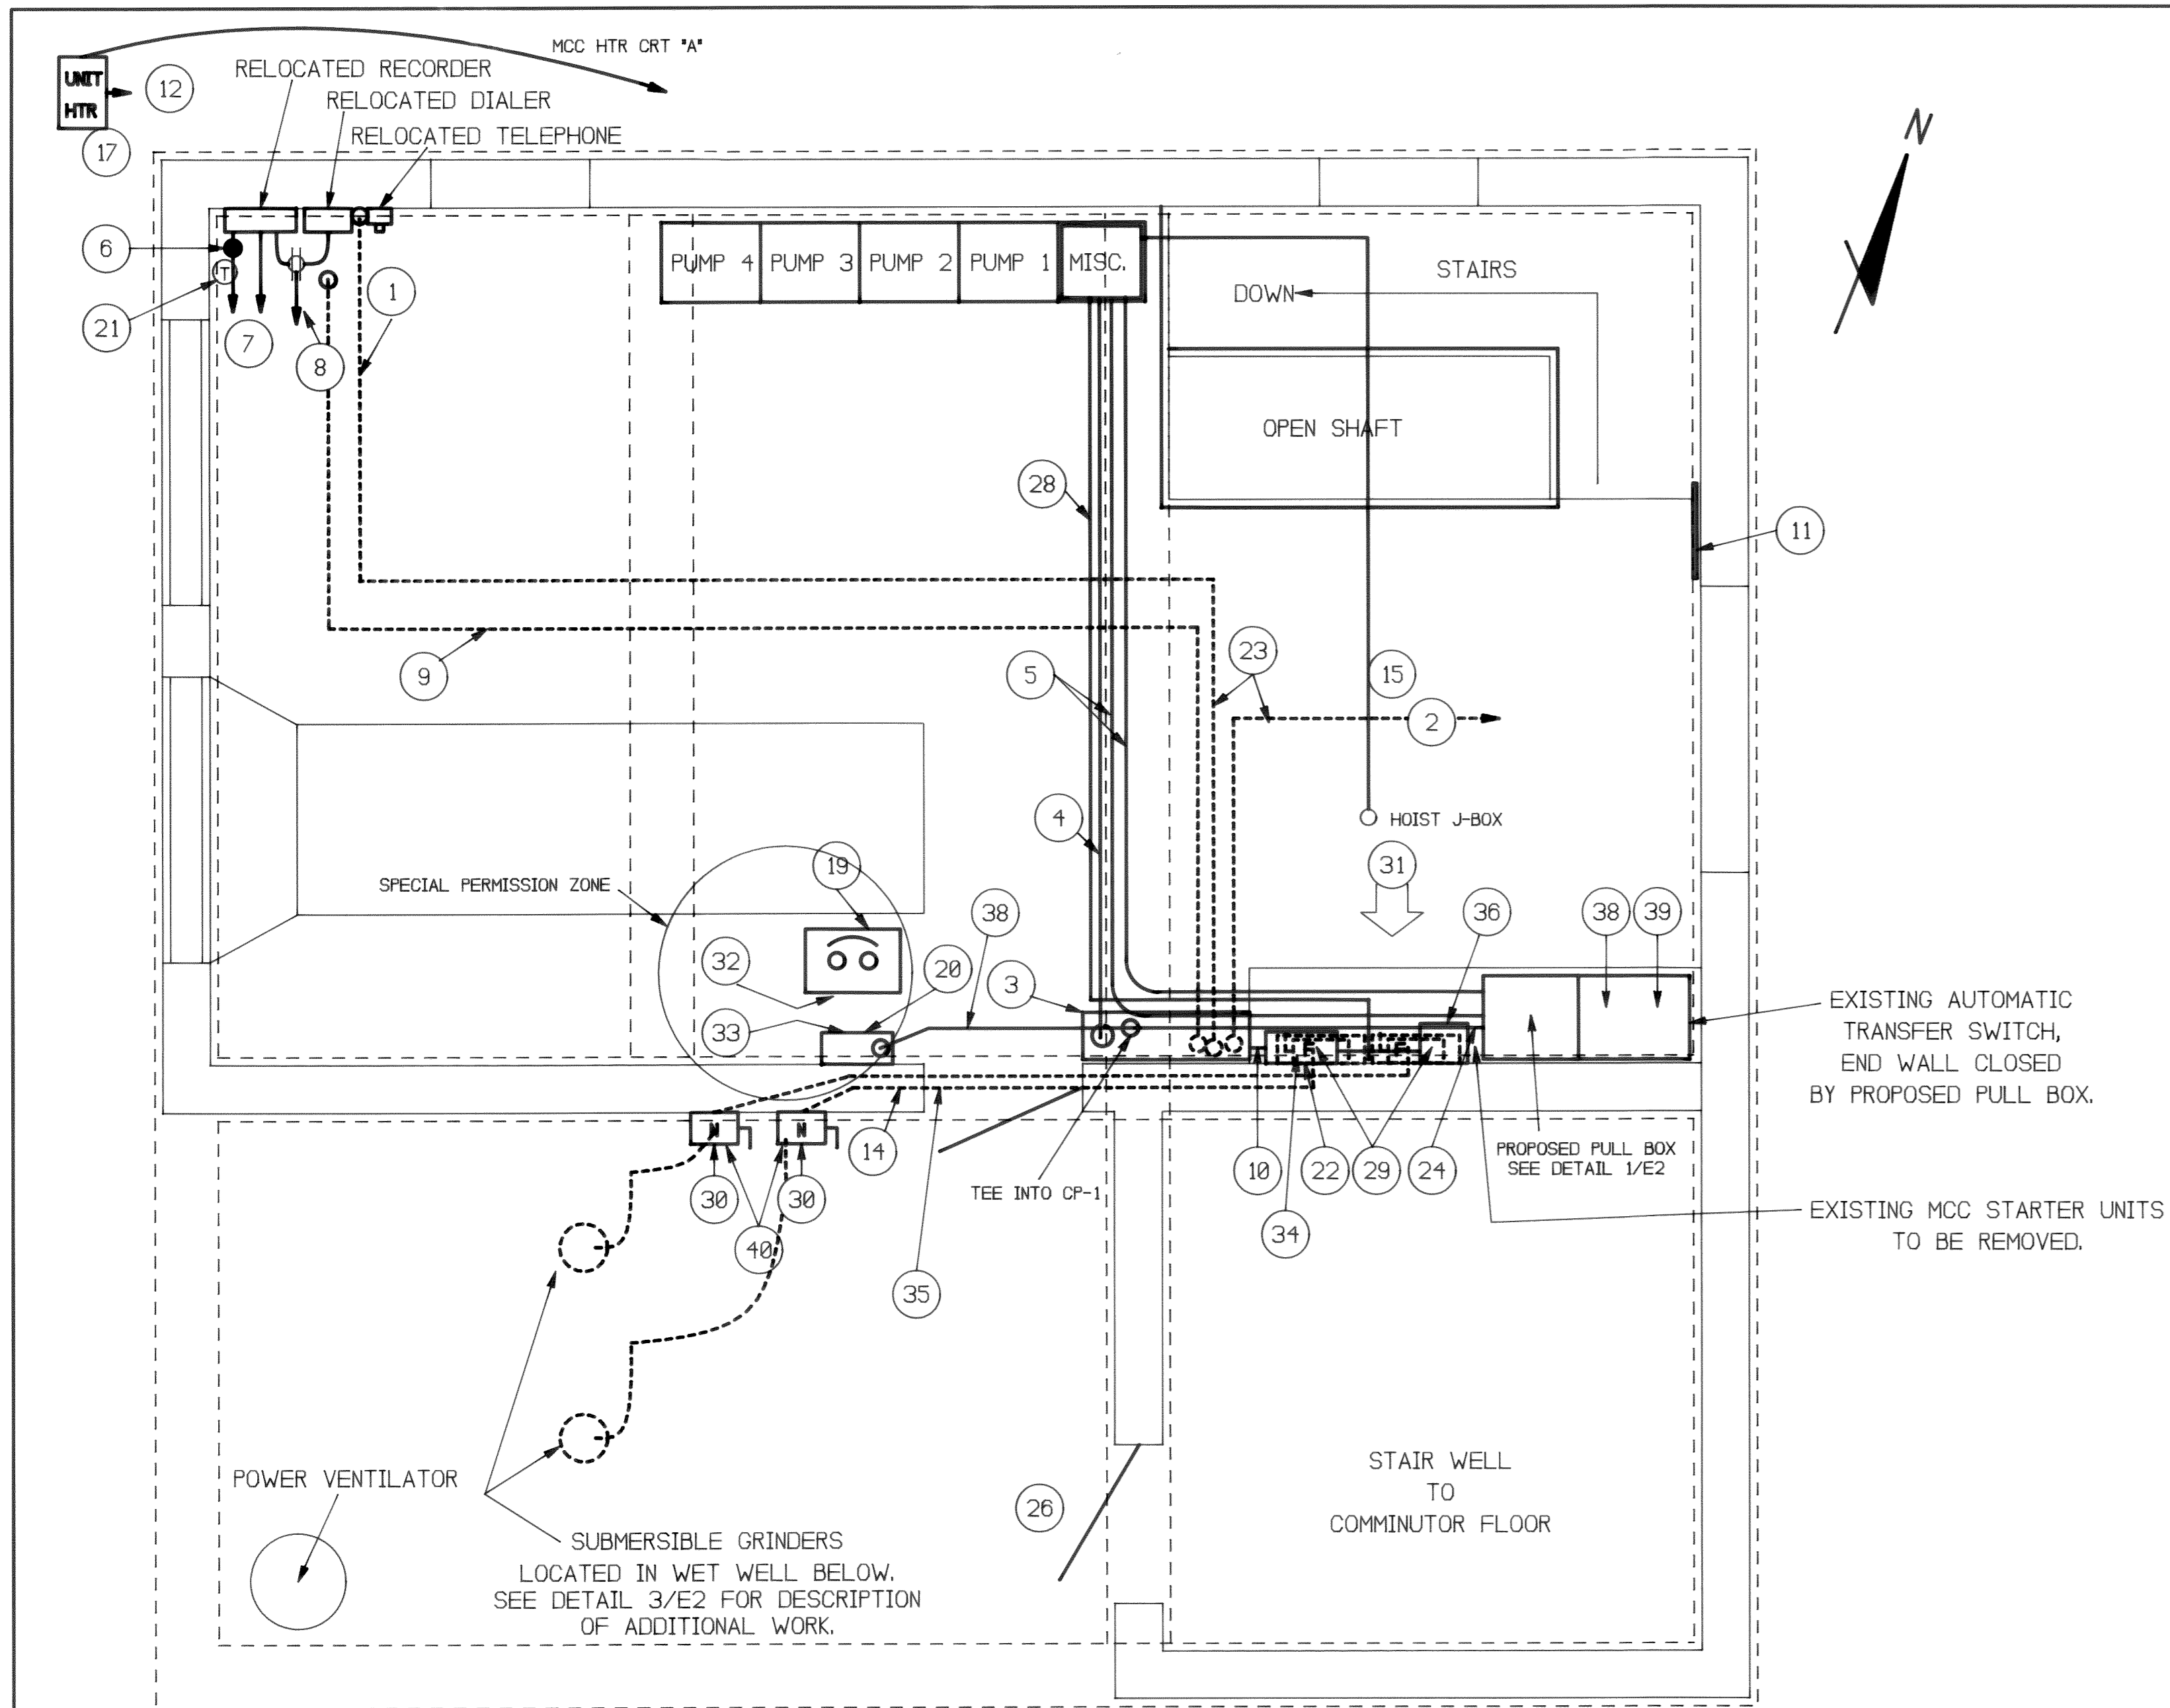 MCC HTR CRT "A"
UNIT
HTR
12
RELOCATED RECORDER
RELOCATED DIALER
RELOCATED TELEPHONE
17
N
6
T
21
7
8
1
PUMP 4
PUMP 3
PUMP 2
PUMP 1
MISC.
STAIRS
DOWN
OPEN SHAFT
28
11
9
5
23
15
2
4
HOIST J-BOX
SPECIAL PERMISSION ZONE
19
31
38
36
38
39
32
20
3
33
EXISTING AUTOMATIC
TRANSFER SWITCH,
END WALL CLOSED
BY PROPOSED PULL BOX.
N
N
14
30
30
40
35
TEE INTO CP-1
10
22
29
24
34
PROPOSED PULL BOX
SEE DETAIL 1/E2
EXISTING MCC STARTER UNITS
TO BE REMOVED.
POWER VENTILATOR
26
STAIR WELL
TO
COMMINUTOR FLOOR
SUBMERSIBLE GRINDERS
LOCATED IN WET WELL BELOW.
SEE DETAIL 3/E2 FOR DESCRIPTION
OF ADDITIONAL WORK.